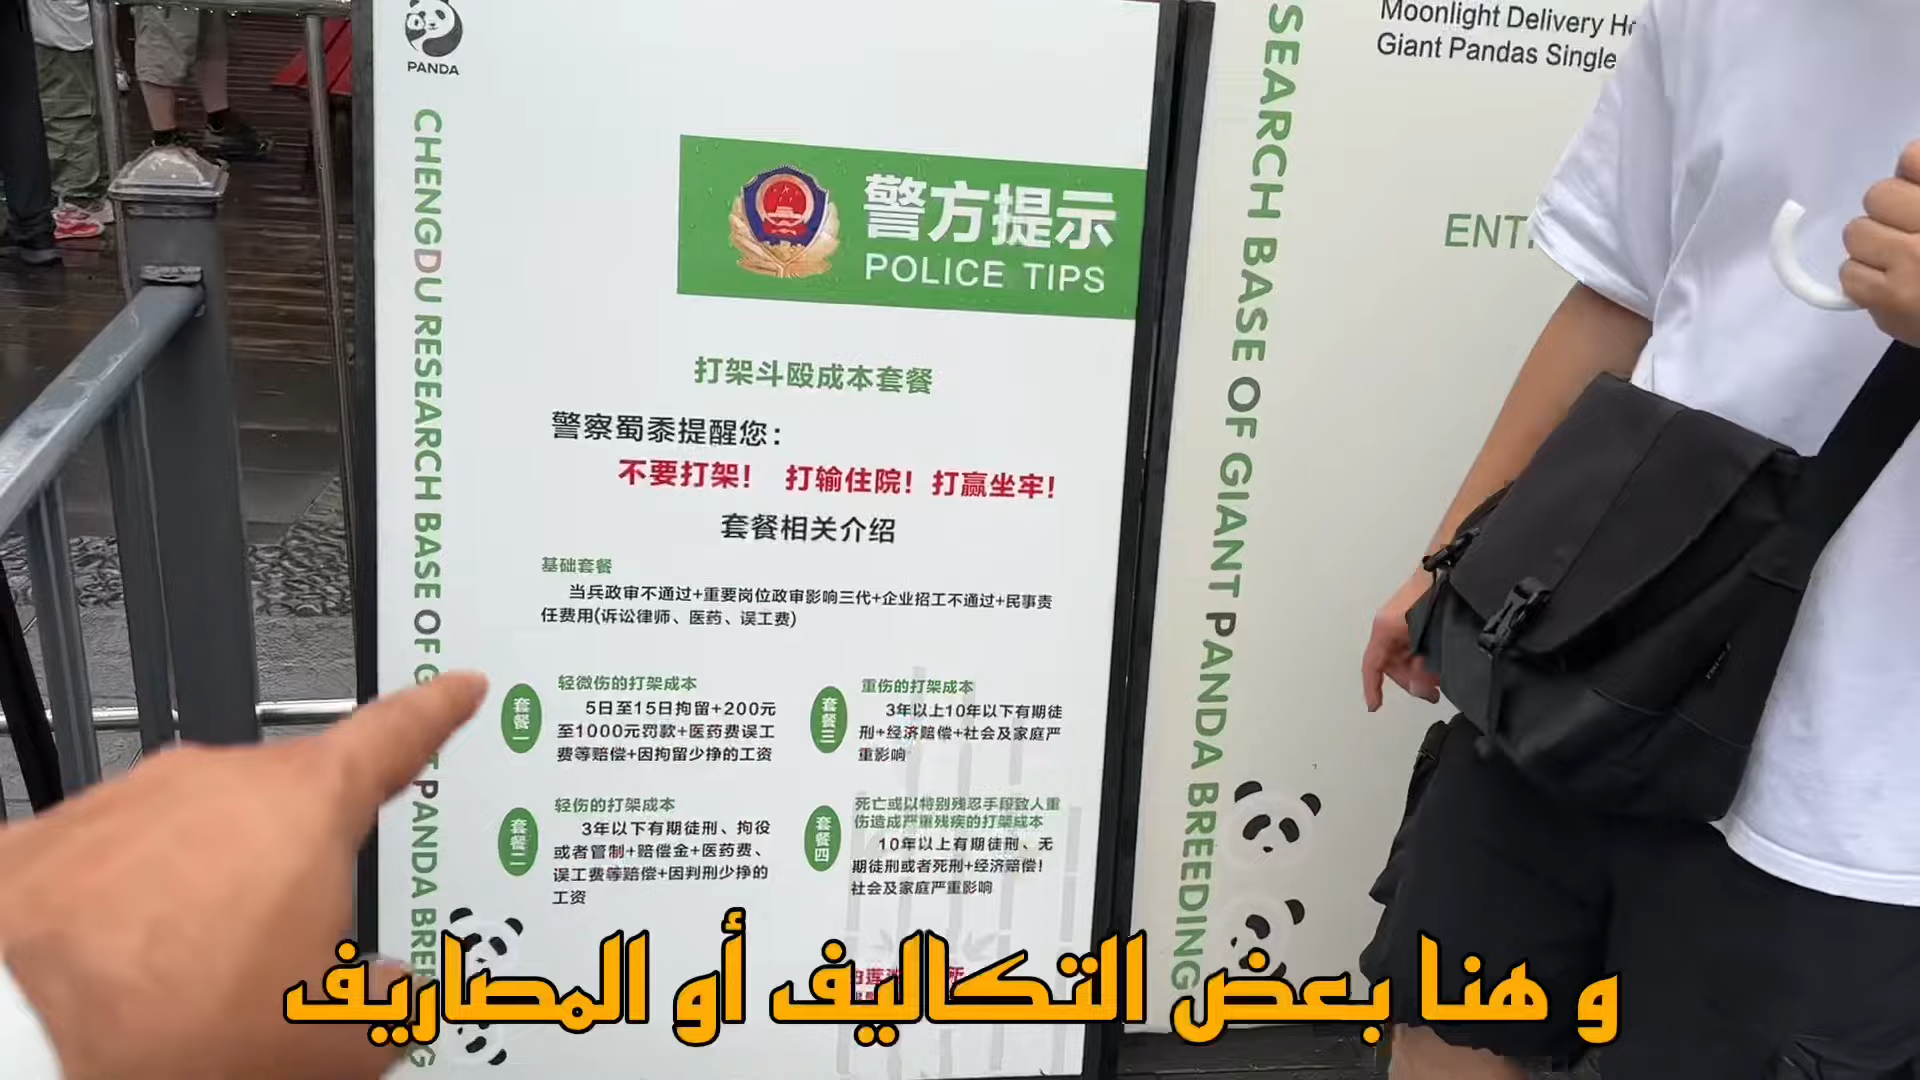 PANDA
CHENGDU RESEARCH BASE OF G T PANDA BREE G
警方提示
POLICE TIPS
打架斗殴成本套餐
警察蜀黍提醒您：
不要打架！ 打输住院！打赢坐牢！
套餐相关介绍
基础套餐
当兵政审不通过+重要岗位政审影响三代+企业招工不通过+民事责
任费用(诉讼律师、医药、误工费)
套餐一
轻微伤的打架成本
5日至15日拘留+200元
至1000元罚款+医药费误工
费等赔偿+因拘留少挣的工资
套餐二
轻伤的打架成本
3年以下有期徒刑、拘役
或者管制+赔偿金+医药费、
误工费等赔偿+因判刑少挣的
工资
套餐三
重伤的打架成本
3年以上10年以下有期徒
刑+经济赔偿+社会及家庭严
重影响
套餐四
死亡或以特别残忍手段致人重
伤造成严重残疾的打架成本
10年以上有期徒刑、无
期徒刑或者死刑+经济赔偿！
社会及家庭严重影响
SEARCH BASE OF GIANT PANDA BREEDING
Moonlight Delivery
Giant Pandas Single
ENT
و هنا بعض التكاليف أو المصاريف